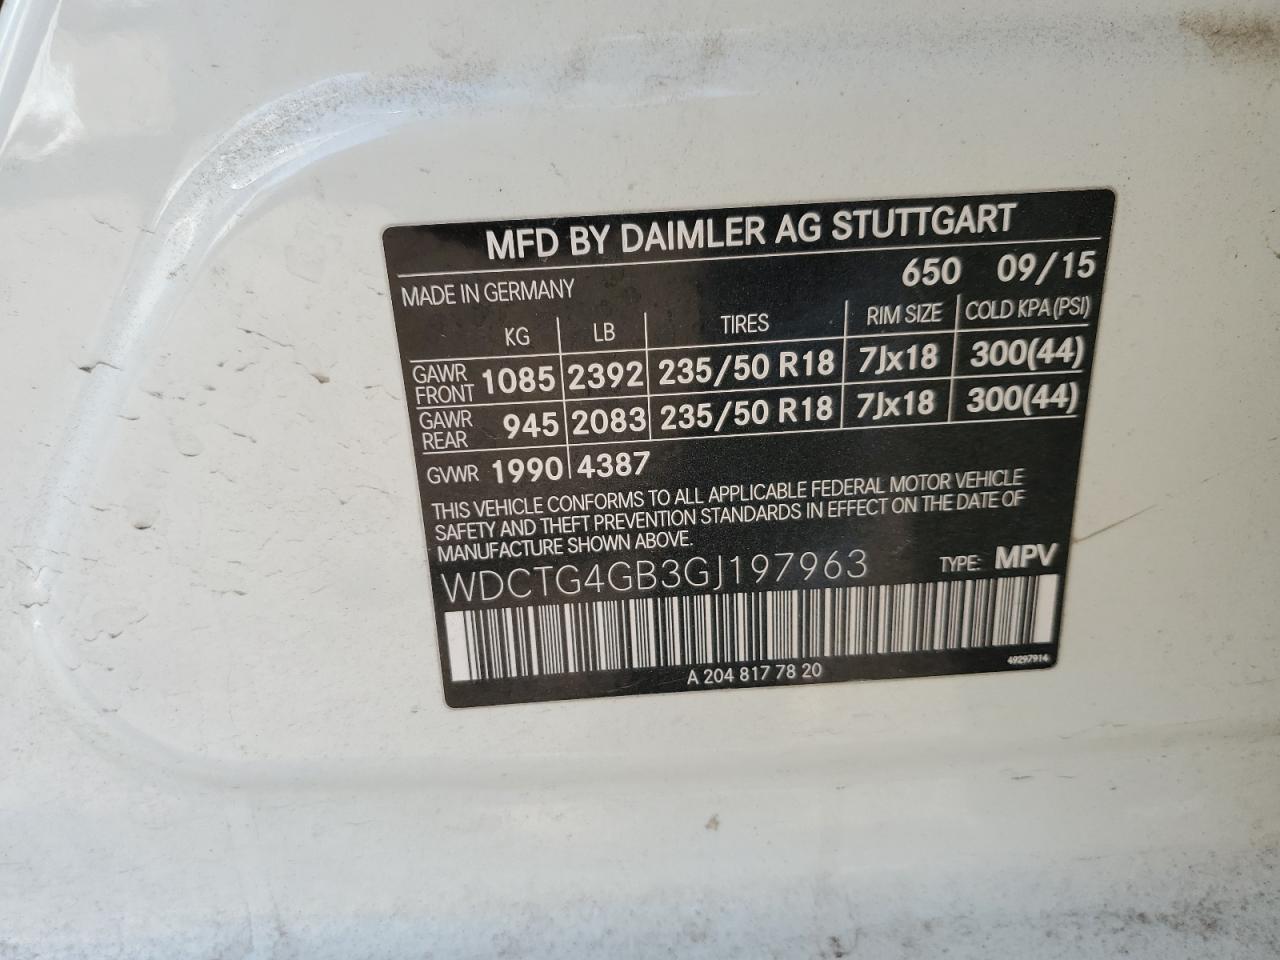 MFD BY DAIMLER AG STUTTGART
650 09/15
MADE IN GERMANY
KG LB TIRES RIM SIZE COLD KPA (PSI)
GAWR FRONT 1085 2392 235/50 R18 7Jx18 300(44)
GAWR REAR 945 2083 235/50 R18 7Jx18 300(44)
GVWR 1990 4387
THIS VEHICLE CONFORMS TO ALL APPLICABLE FEDERAL MOTOR VEHICLE
SAFETY AND THEFT PREVENTION STANDARDS IN EFFECT ON THE DATE OF
MANUFACTURE SHOWN ABOVE.
WDCTG4GB3GJ197963 TYPE: MPV
A 204 817 78 20
49297914